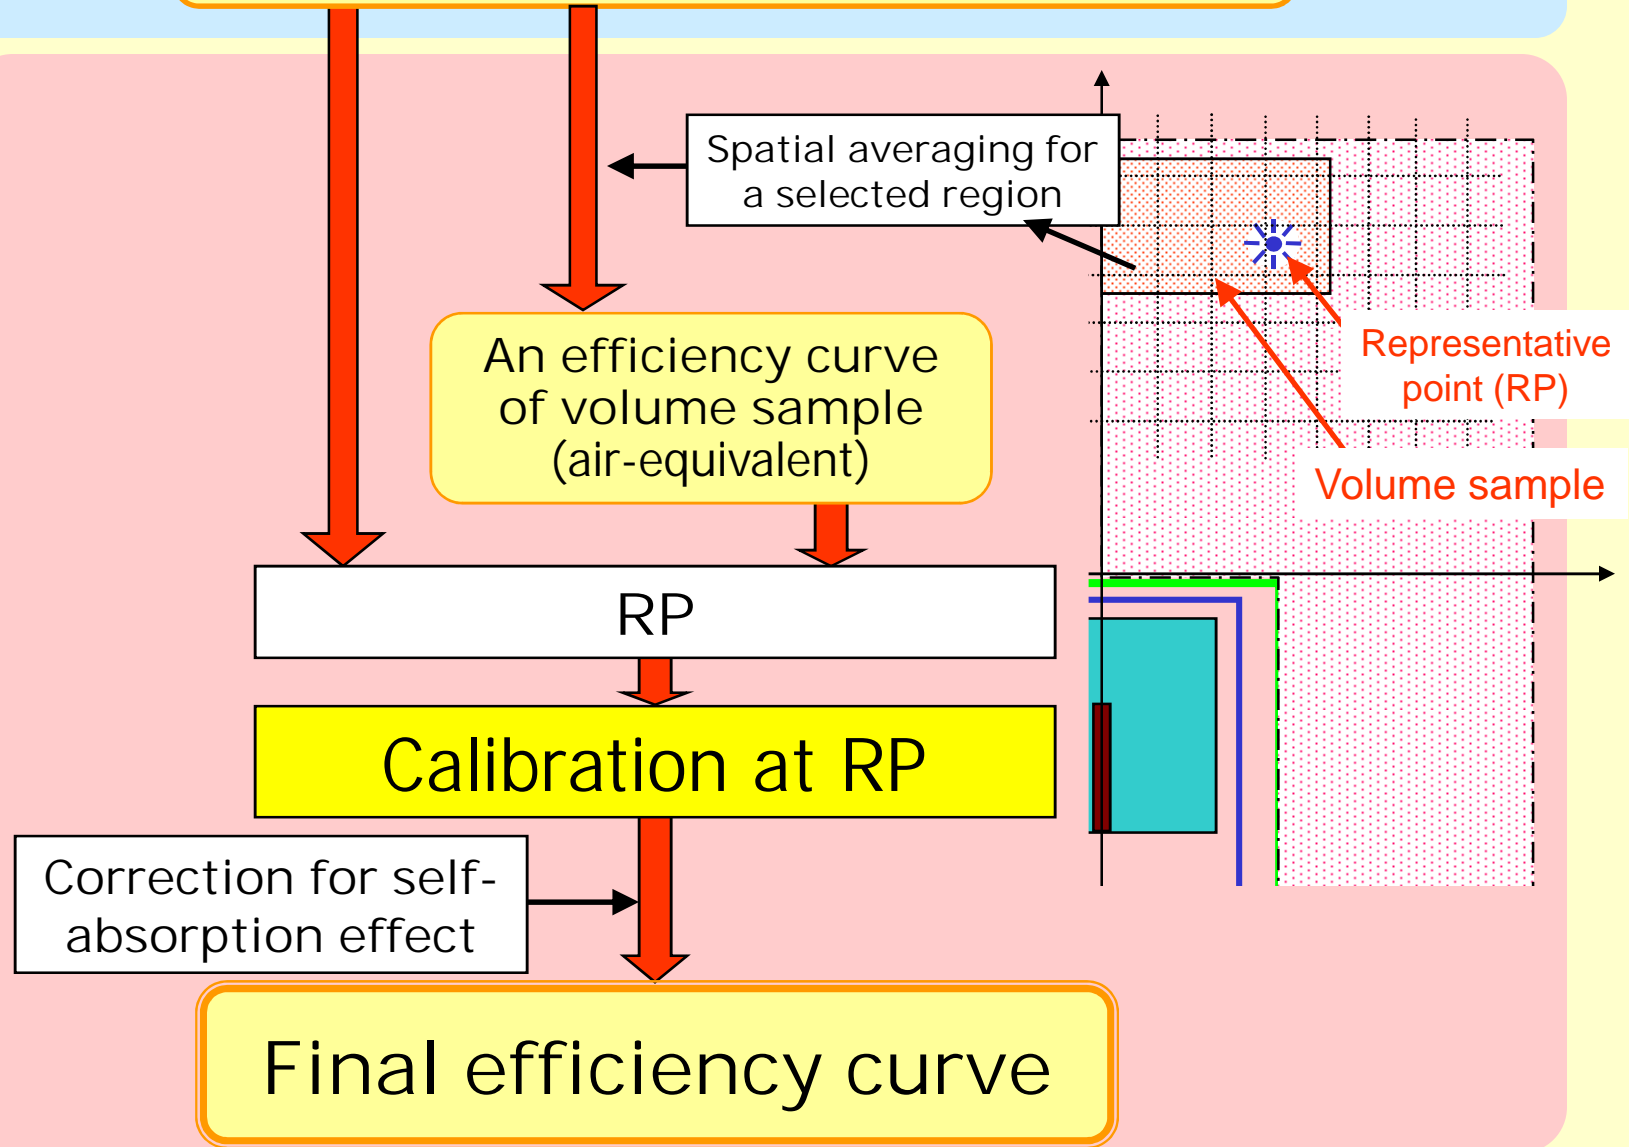 Spatial averaging for
a selected region
An efficiency curve
of volume sample
(air-equivalent)
Representative
point (RP)
Volume sample
RP
Calibration at RP
Correction for self-
absorption effect
Final efficiency curve